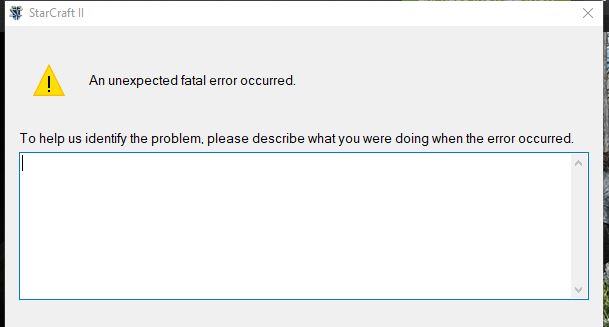 StarCraft II
An unexpected fatal error occurred.
To help us identify the problem, please describe what you were doing when the error occurred.